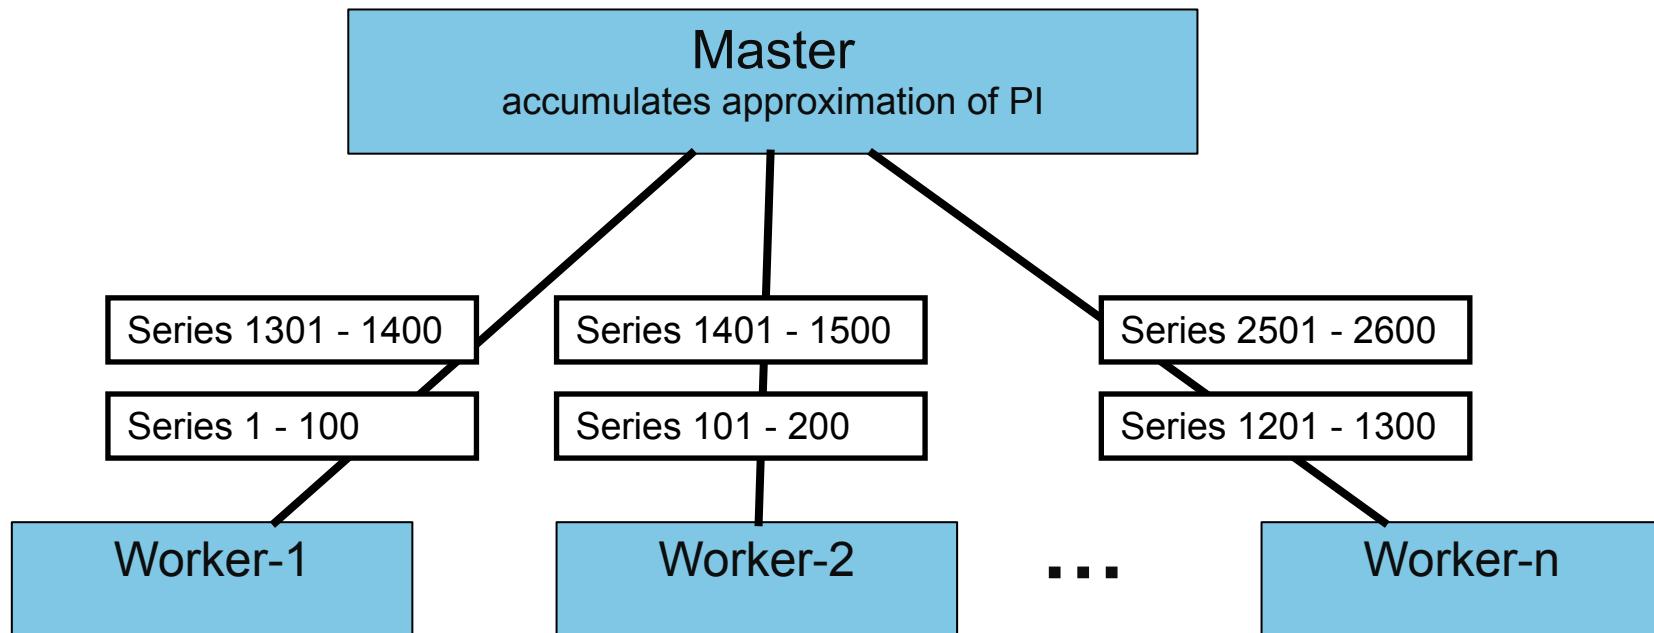 Master
accumulates approximation of PI
Series 1301 - 1400
Series 1401 - 1500
Series 2501 - 2600
Series 1 - 100
Series 101 - 200
Series 1201 - 1300
Worker-1
Worker-2
...
Worker-n